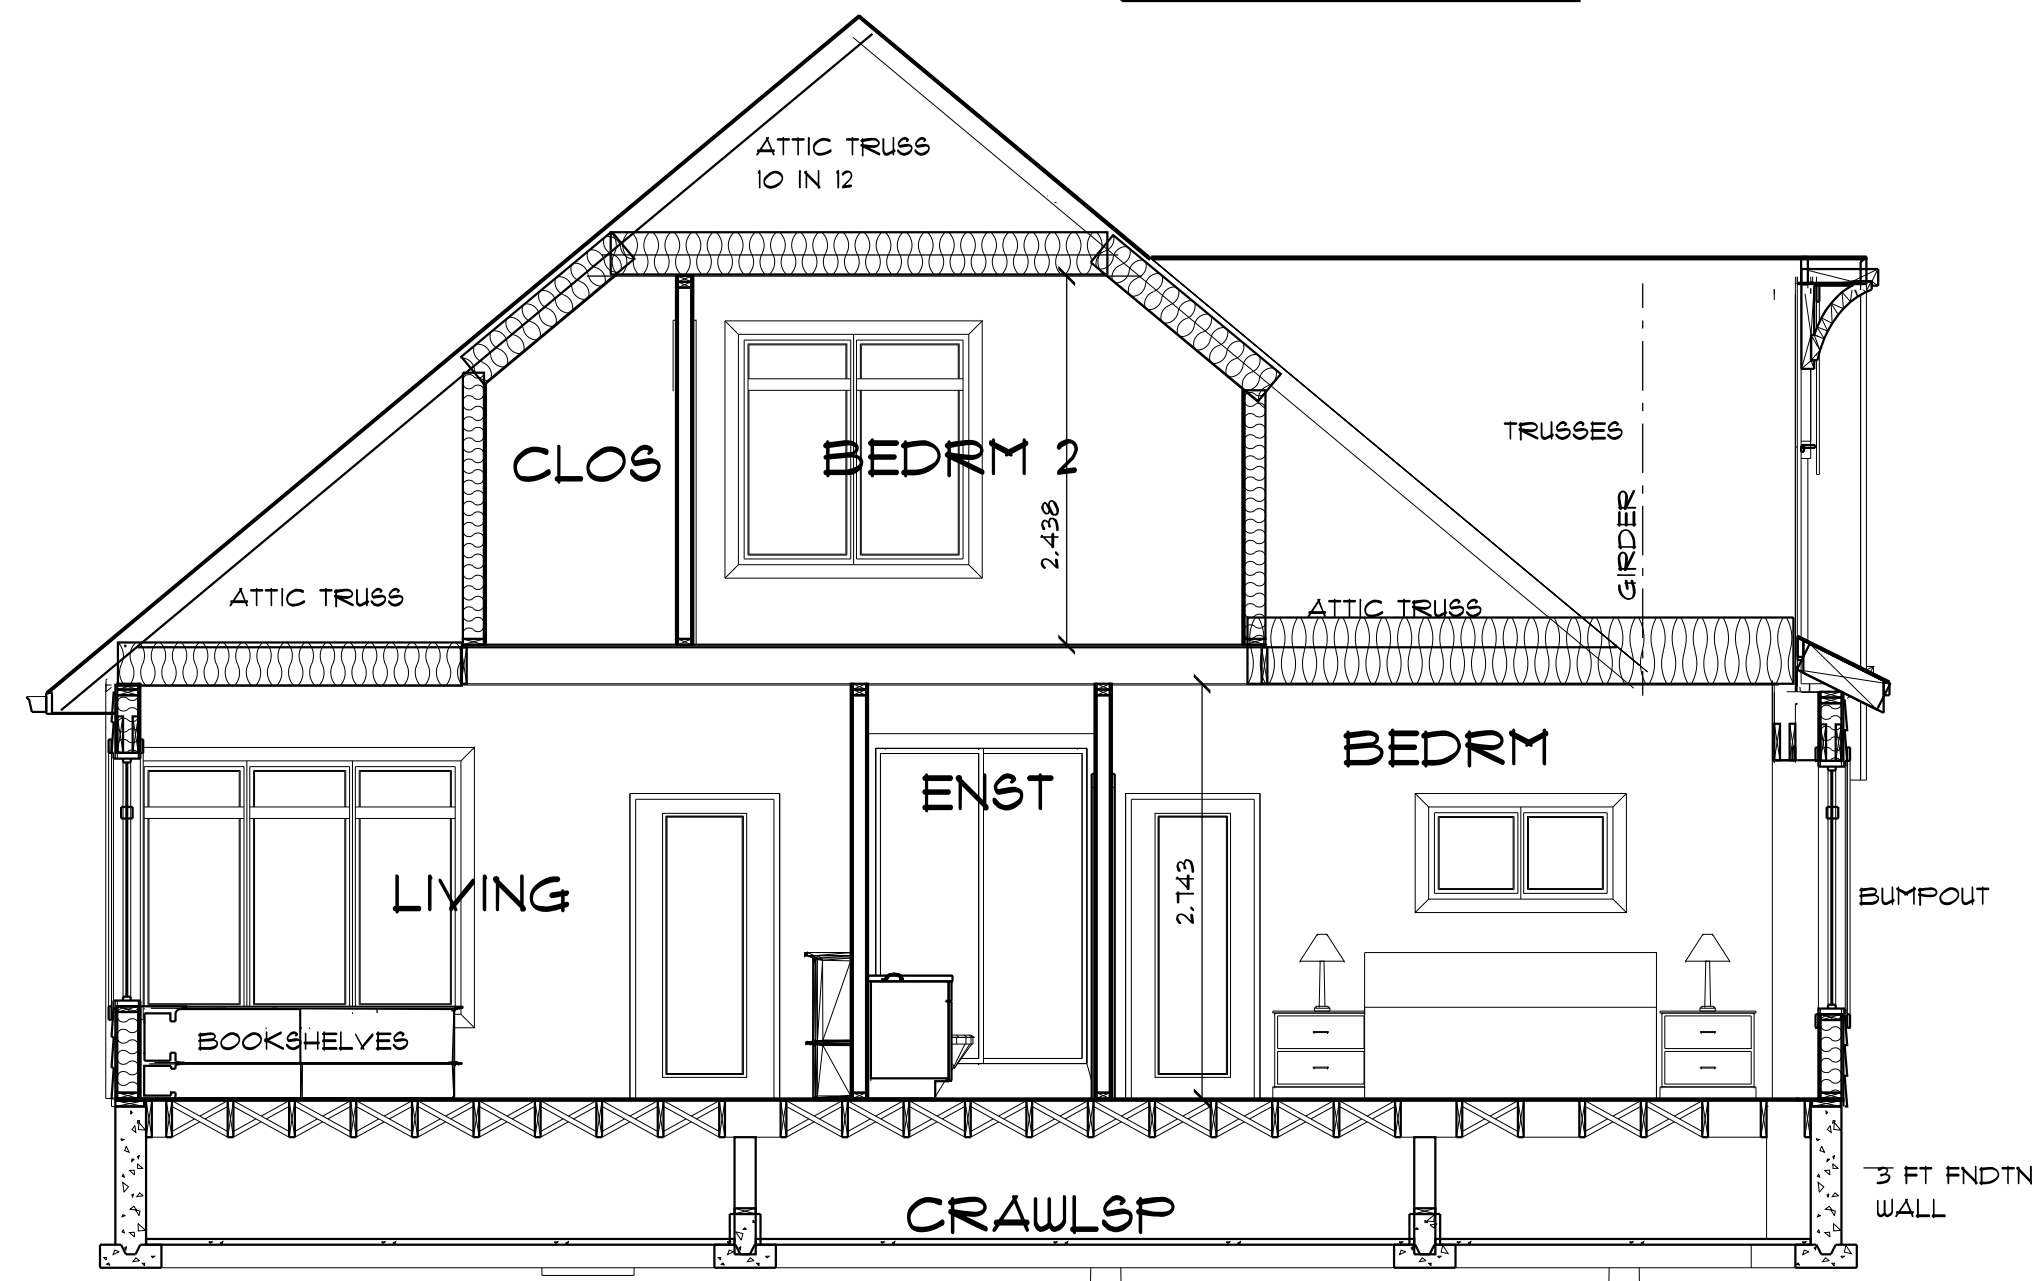 ATTIC TRUSS
10 IN 12
TRUSSES
CLOS
BEDRM 2
2.438
GIRDER
ATTIC TRUSS
ATTIC TRUSS
BEDRM
ENST
LIVING
2.743
BUMPOUT
BOOKSHELVES
3 FT FNDTN
WALL
CRAWLSP